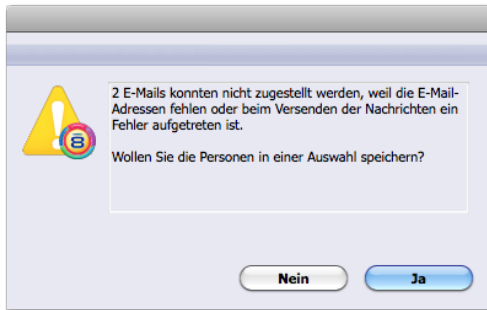 2 E-Mails konnten nicht zugestellt werden, weil die E-Mail-
Adressen fehlen oder beim Versenden der Nachrichten ein
Fehler aufgetreten ist.
Wollen Sie die Personen in einer Auswahl speichern?
8
Nein Ja